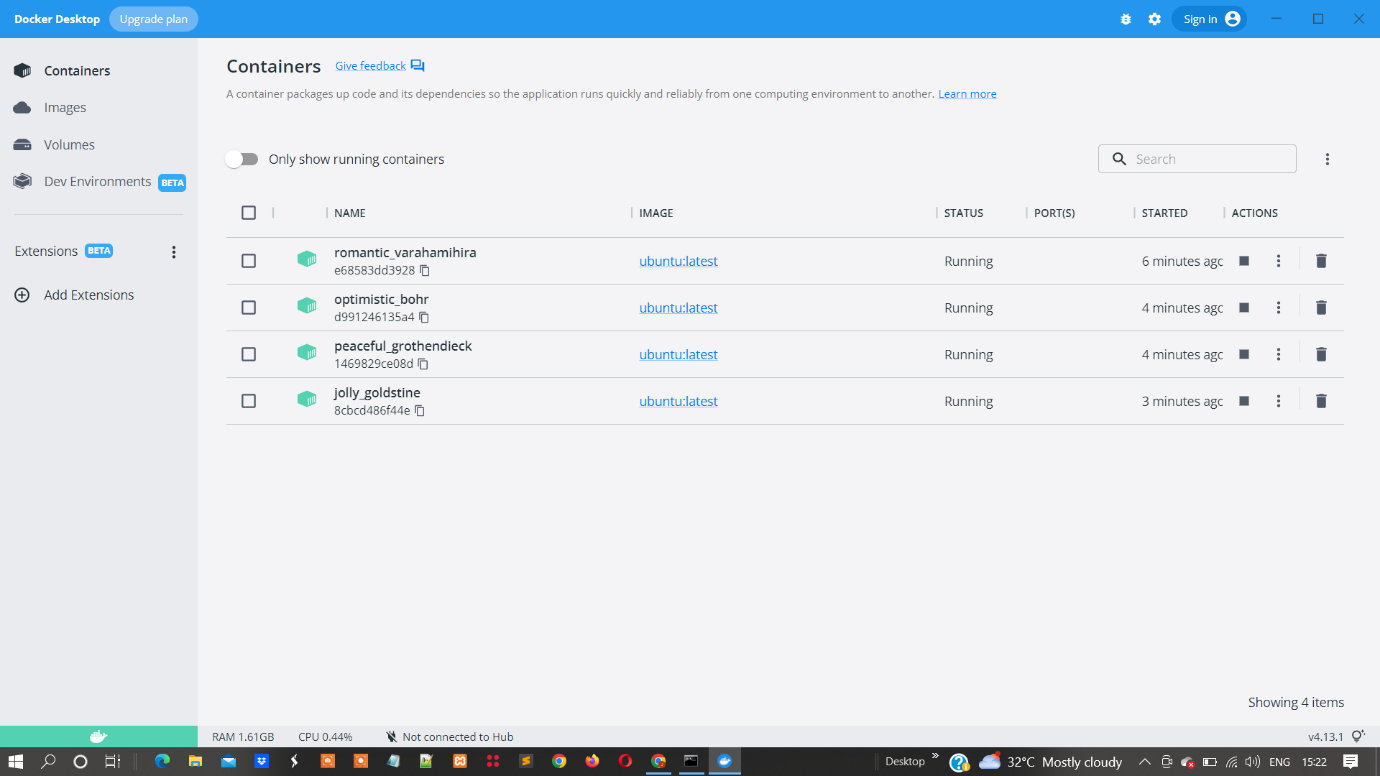 Docker Desktop Upgrade plan Sign in
Containers
Images
Volumes
Dev Environments BETA
Extensions BETA
Add Extensions
Containers Give feedback
A container packages up code and its dependencies so the application runs quickly and reliably from one computing environment to another. Learn more
Only show running containers Search
NAME IMAGE STATUS PORT(S) STARTED ACTIONS
romantic_varahamihira
e68583dd3928 ubuntu:latest Running 6 minutes agc
optimistic_bohr
d991246135a4 ubuntu:latest Running 4 minutes agc
peaceful_grothendieck
1469829ce08d ubuntu:latest Running 4 minutes agc
jolly_goldstine
8cbcd486f44e ubuntu:latest Running 3 minutes agc
Showing 4 items
RAM 1.61GB CPU 0.44% Not connected to Hub v4.13.1
Desktop » 32°C Mostly cloudy ENG 15:22